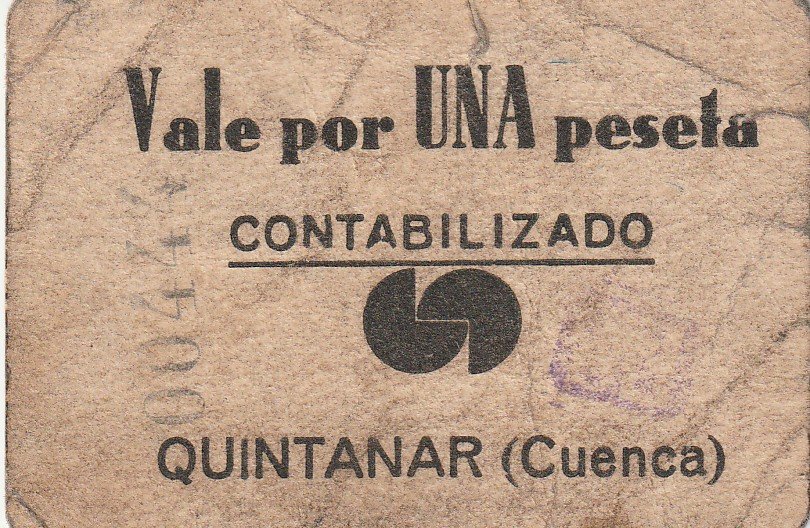 Vale por UNA peseta
CONTABILIZADO
QUINTANAR (Cuenca)